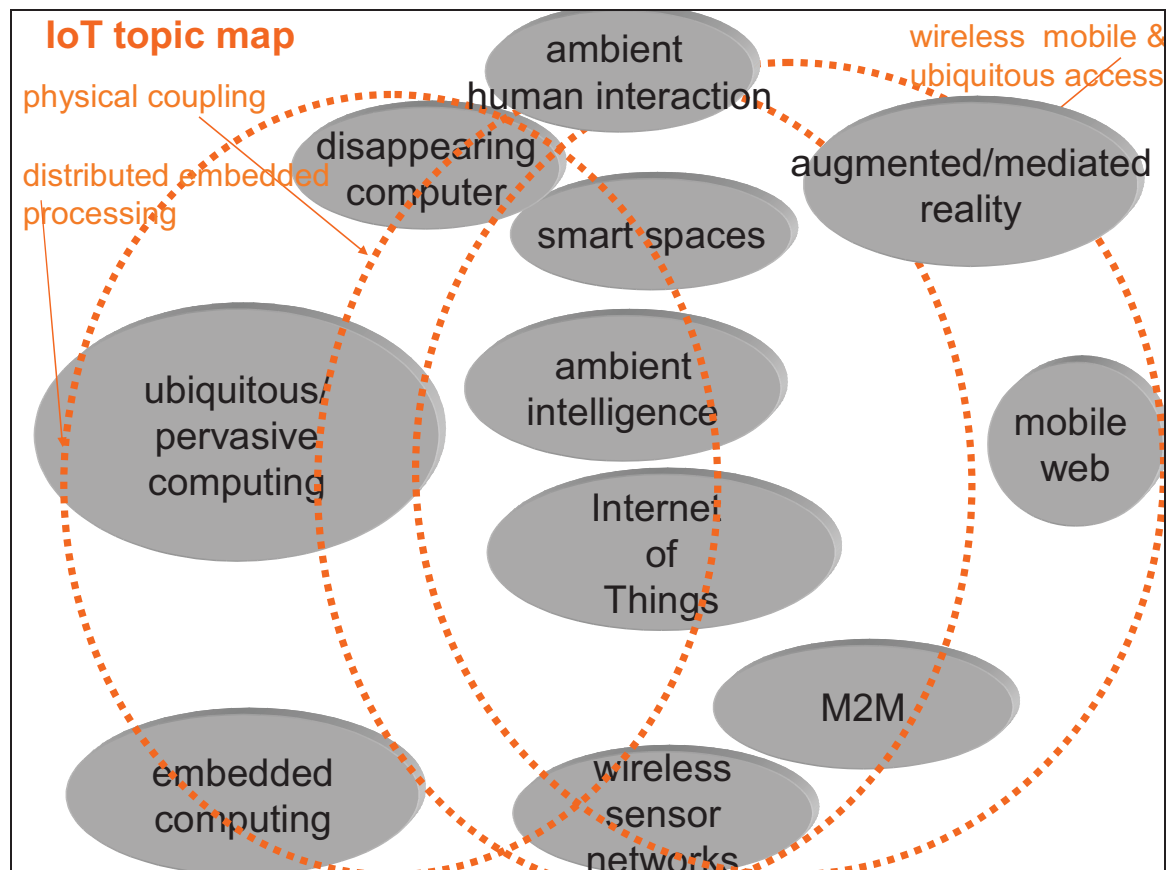 IoT topic map
physical coupling
distributed embedded
processing
ambient
human interaction
wireless mobile &
ubiquitous access
disappearing
computer
smart spaces
augmented/mediated
reality
ubiquitous/
pervasive
computing
ambient
intelligence
mobile
web
Internet
of
Things
M2M
embedded
computing
wireless
sensor
networks